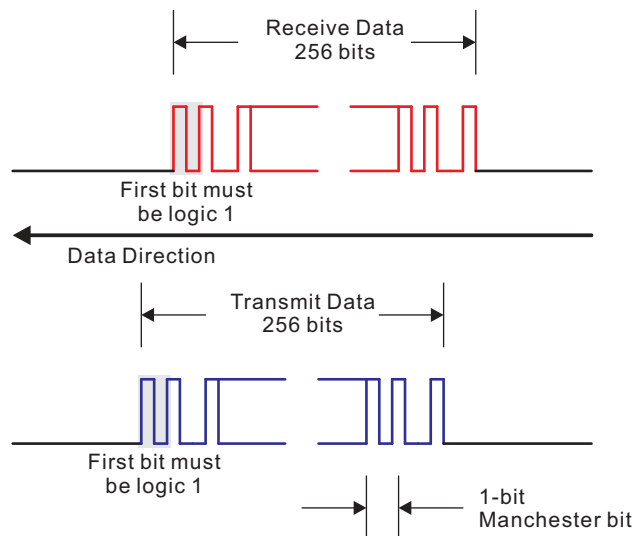 Receive Data
256 bits
First bit must
be logic 1
Data Direction
Transmit Data
256 bits
First bit must
be logic 1
1-bit
Manchester bit